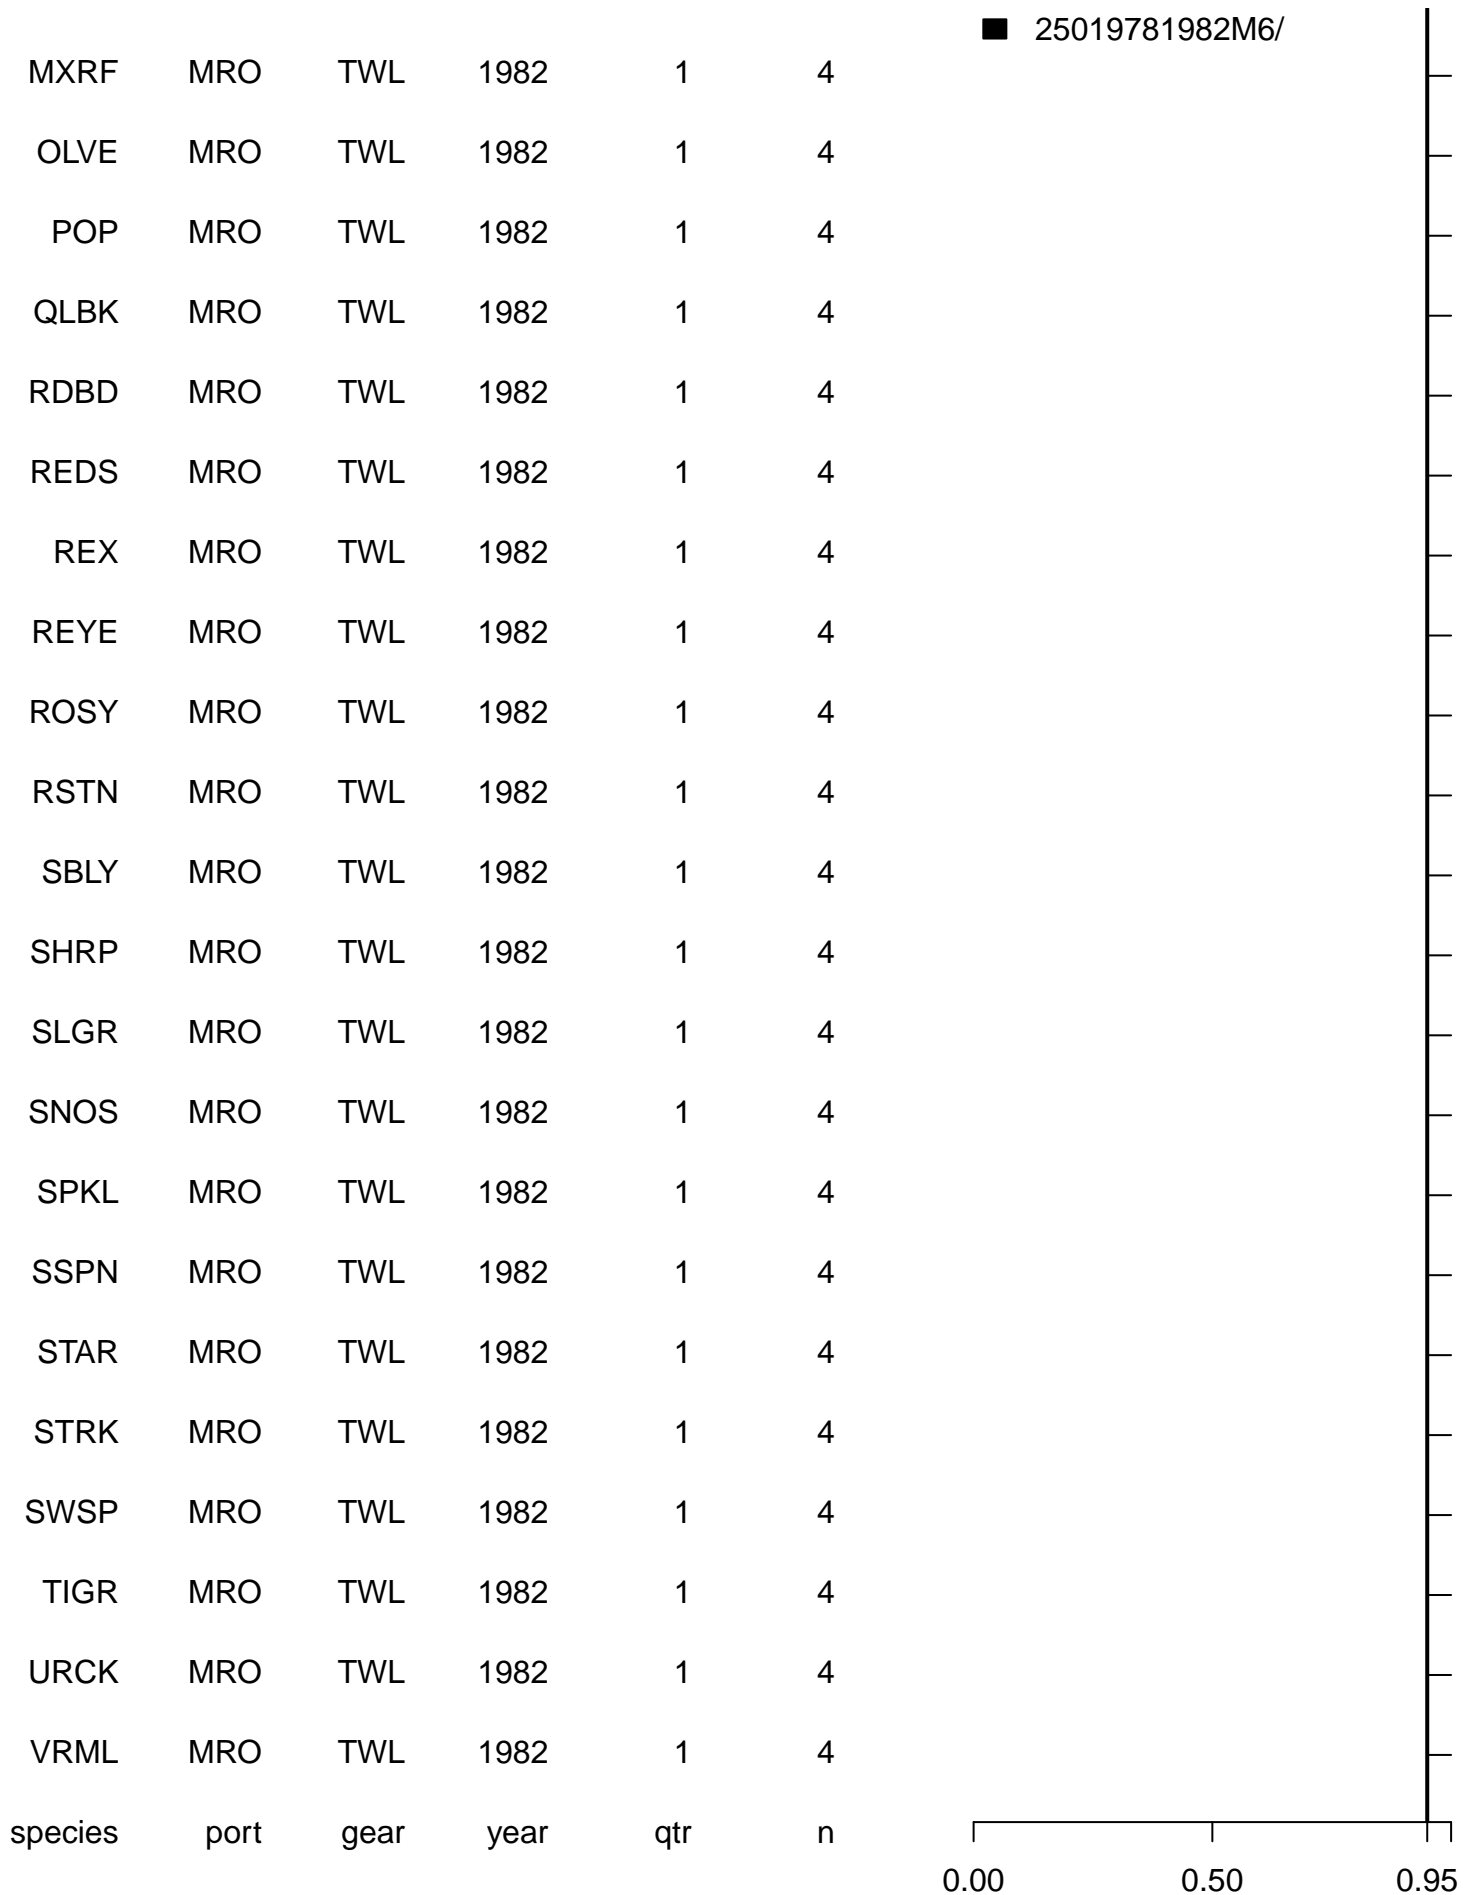 25019781982M6/
MXRF MRO TWL 1982 1 4
OLVE MRO TWL 1982 1 4
POP MRO TWL 1982 1 4
QLBK MRO TWL 1982 1 4
RDBD MRO TWL 1982 1 4
REDS MRO TWL 1982 1 4
REX MRO TWL 1982 1 4
REYE MRO TWL 1982 1 4
ROSY MRO TWL 1982 1 4
RSTN MRO TWL 1982 1 4
SBLY MRO TWL 1982 1 4
SHRP MRO TWL 1982 1 4
SLGR MRO TWL 1982 1 4
SNOS MRO TWL 1982 1 4
SPKL MRO TWL 1982 1 4
SSPN MRO TWL 1982 1 4
STAR MRO TWL 1982 1 4
STRK MRO TWL 1982 1 4
SWSP MRO TWL 1982 1 4
TIGR MRO TWL 1982 1 4
URCK MRO TWL 1982 1 4
VRML MRO TWL 1982 1 4
species port gear year qtr n
0.00 0.50 0.95